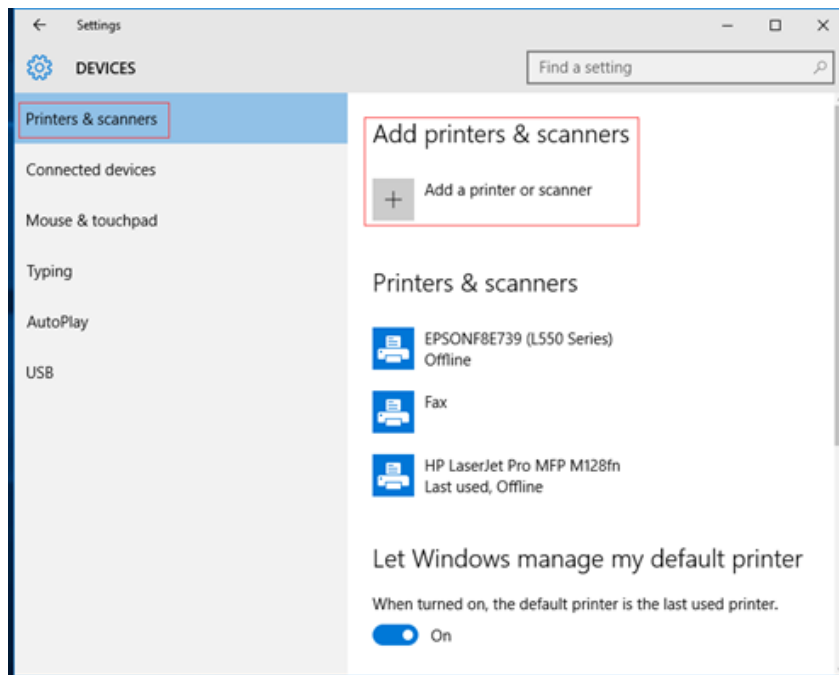 Settings
DEVICES
Find a setting
Printers & scanners
Connected devices
Mouse & touchpad
Typing
AutoPlay
USB
Add printers & scanners
Add a printer or scanner
Printers & scanners
EPSONF8E739 (L550 Series)
Offline
Fax
HP LaserJet Pro MFP M128fn
Last used, Offline
Let Windows manage my default printer
When turned on, the default printer is the last used printer.
On